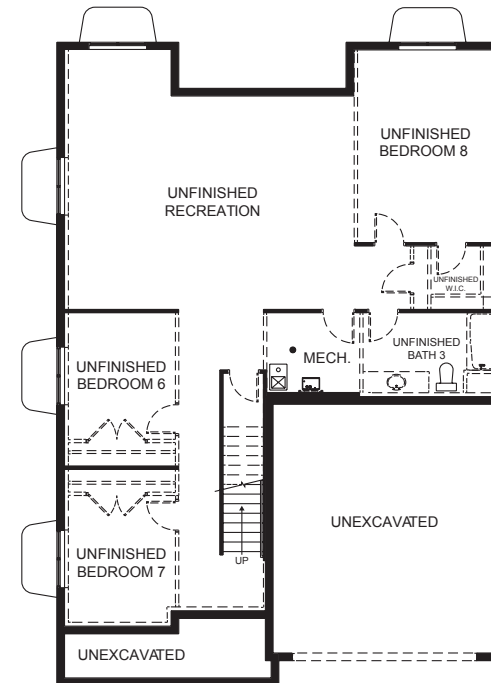 UNFINISHED
BEDROOM 8
UNFINISHED
RECREATION
UNFINISHED
W.I.C.
UNFINISHED
BATH 3
MECH.
UNFINISHED
BEDROOM 6
UNEXCAVATED
UNFINISHED
BEDROOM 7
UP
UNEXCAVATED